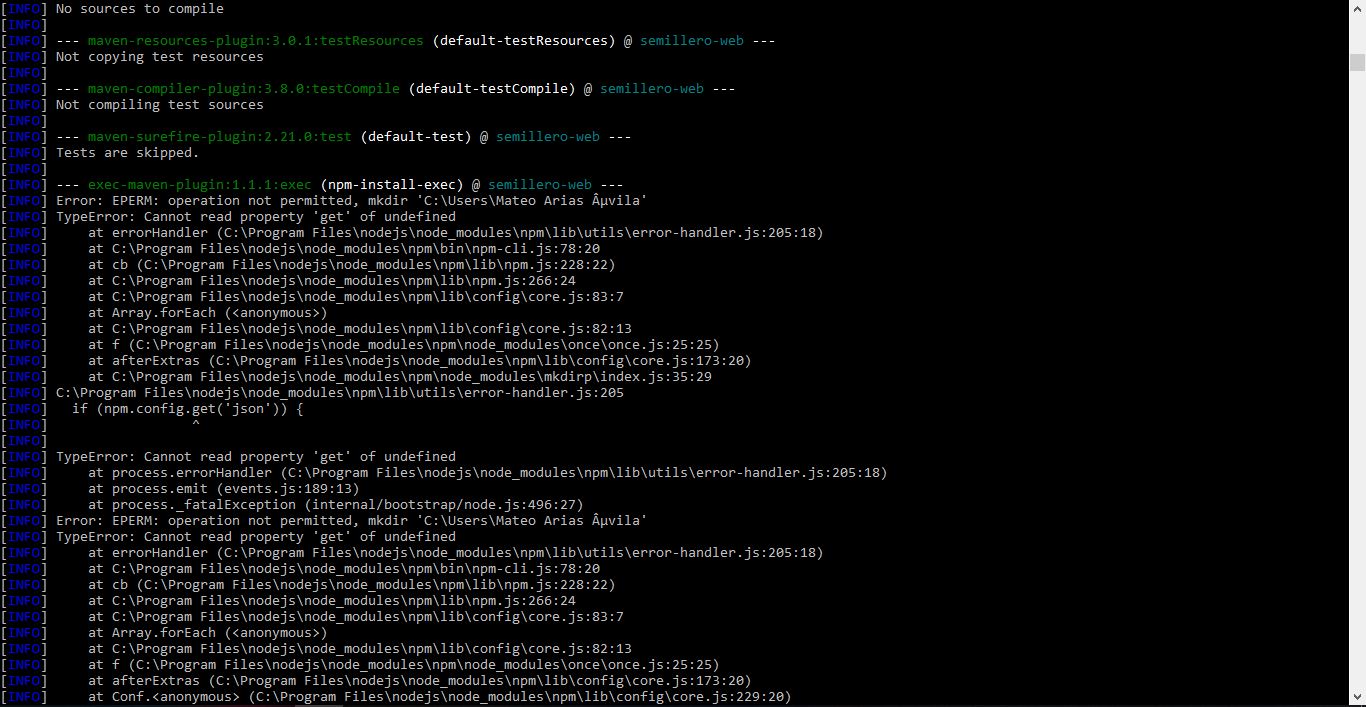 [INFO] No sources to compile
[INFO]
[INFO] --- maven-resources-plugin:3.0.1:testResources (default-testResources) @ semillero-web ---
[INFO] Not copying test resources
[INFO]
[INFO] --- maven-compiler-plugin:3.8.0:testCompile (default-testCompile) @ semillero-web ---
[INFO] Not compiling test sources
[INFO]
[INFO] --- maven-surefire-plugin:2.21.0:test (default-test) @ semillero-web ---
[INFO] Tests are skipped.
[INFO]
[INFO] --- exec-maven-plugin:1.1.1:exec (npm-install-exec) @ semillero-web ---
[INFO] Error: EPERM: operation not permitted, mkdir 'C:\Users\Mateo Arias Âµvila'
[INFO] TypeError: Cannot read property 'get' of undefined
[INFO]     at errorHandler (C:\Program Files\nodejs\node_modules\npm\lib\utils\error-handler.js:205:18)
[INFO]     at C:\Program Files\nodejs\node_modules\npm\bin\npm-cli.js:78:20
[INFO]     at cb (C:\Program Files\nodejs\node_modules\npm\lib\npm.js:228:22)
[INFO]     at C:\Program Files\nodejs\node_modules\npm\lib\npm.js:266:24
[INFO]     at C:\Program Files\nodejs\node_modules\npm\lib\config\core.js:83:7
[INFO]     at Array.forEach (<anonymous>)
[INFO]     at C:\Program Files\nodejs\node_modules\npm\lib\config\core.js:82:13
[INFO]     at f (C:\Program Files\nodejs\node_modules\npm\node_modules\once\once.js:25:25)
[INFO]     at afterExtras (C:\Program Files\nodejs\node_modules\npm\lib\config\core.js:173:20)
[INFO]     at C:\Program Files\nodejs\node_modules\npm\node_modules\mkdirp\index.js:35:29
[INFO] C:\Program Files\nodejs\node_modules\npm\lib\utils\error-handler.js:205
[INFO]   if (npm.config.get('json')) {
[INFO]                  ^
[INFO]
[INFO] TypeError: Cannot read property 'get' of undefined
[INFO]     at process.errorHandler (C:\Program Files\nodejs\node_modules\npm\lib\utils\error-handler.js:205:18)
[INFO]     at process.emit (events.js:189:13)
[INFO]     at process._fatalException (internal/bootstrap/node.js:496:27)
[INFO] Error: EPERM: operation not permitted, mkdir 'C:\Users\Mateo Arias Âµvila'
[INFO] TypeError: Cannot read property 'get' of undefined
[INFO]     at errorHandler (C:\Program Files\nodejs\node_modules\npm\lib\utils\error-handler.js:205:18)
[INFO]     at C:\Program Files\nodejs\node_modules\npm\bin\npm-cli.js:78:20
[INFO]     at cb (C:\Program Files\nodejs\node_modules\npm\lib\npm.js:228:22)
[INFO]     at C:\Program Files\nodejs\node_modules\npm\lib\npm.js:266:24
[INFO]     at C:\Program Files\nodejs\node_modules\npm\lib\config\core.js:83:7
[INFO]     at Array.forEach (<anonymous>)
[INFO]     at C:\Program Files\nodejs\node_modules\npm\lib\config\core.js:82:13
[INFO]     at f (C:\Program Files\nodejs\node_modules\npm\node_modules\once\once.js:25:25)
[INFO]     at afterExtras (C:\Program Files\nodejs\node_modules\npm\lib\config\core.js:173:20)
[INFO]     at Conf.<anonymous> (C:\Program Files\nodejs\node_modules\npm\lib\config\core.js:229:20)